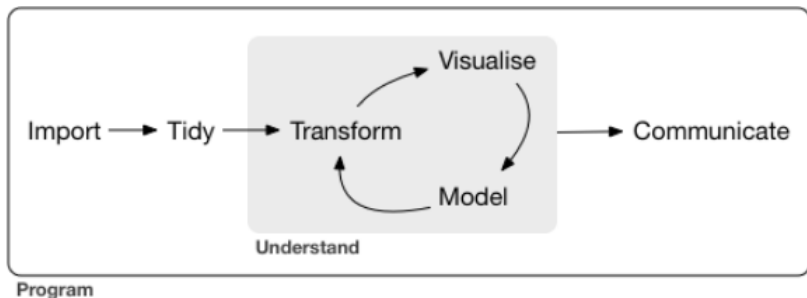 Visualise
Import
Tidy
Transform
Communicate
Model
Understand
Program